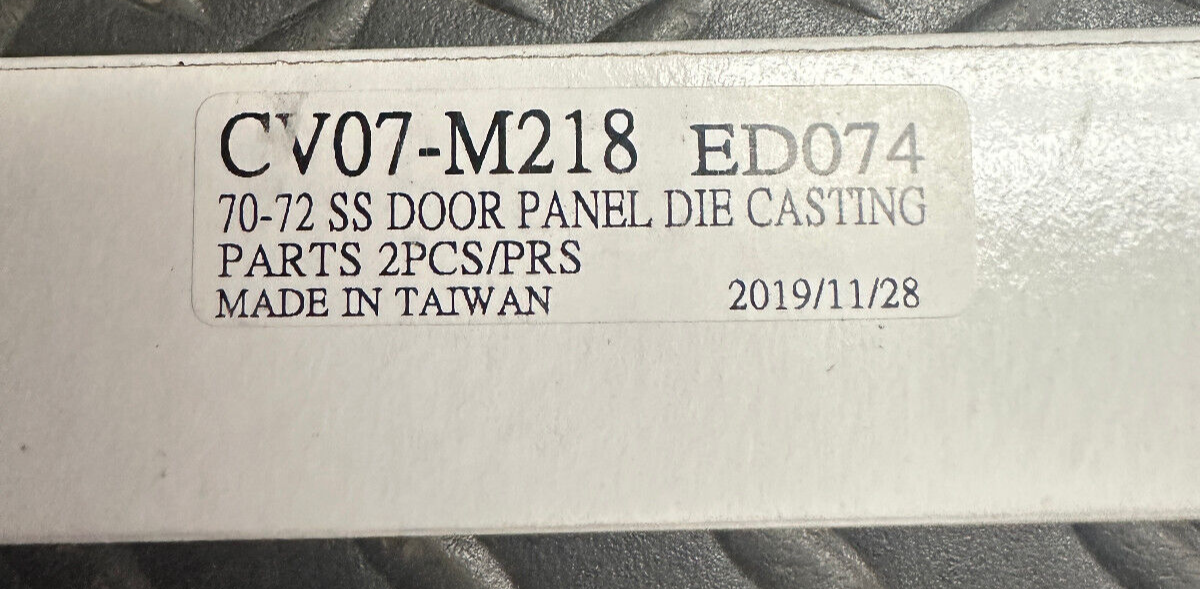 CV07-M218 ED074
70-72 SS DOOR PANEL DIE CASTING
PARTS 2PCS/PRS
MADE IN TAIWAN 2019/11/28